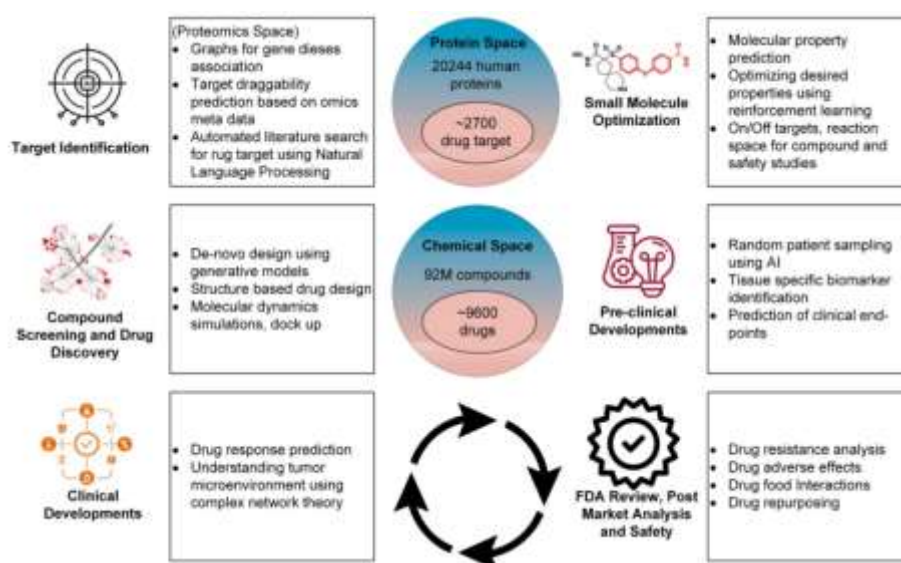 (Proteomics Space)
• Graphs for gene dieses
association
• Target draggability
prediction based on omics
meta data
• Automated literature search
for rug target using Natural
Language Processing
Target Identification
Protein Space
20244 human
proteins
~2700
drug target
Small Molecule
Optimization
• Molecular property
prediction
• Optimizing desired
properties using
reinforcement learning
• On/Off targets, reaction
space for compound and
safety studies
Compound
Screening and Drug
Discovery
• De-novo design using
generative models
• Structure based drug design
• Molecular dynamics
simulations, dock up
Chemical Space
92M compounds
~9600
drugs
Pre-clinical
Developments
• Random patient sampling
using AI
• Tissue specific biomarker
identification
• Prediction of clinical end-
points
Clinical
Developments
• Drug response prediction
• Understanding tumor
microenvironment using
complex network theory
FDA Review, Post
Market Analysis
and Safety
• Drug resistance analysis
• Drug adverse effects
• Drug food Interactions
• Drug repurposing